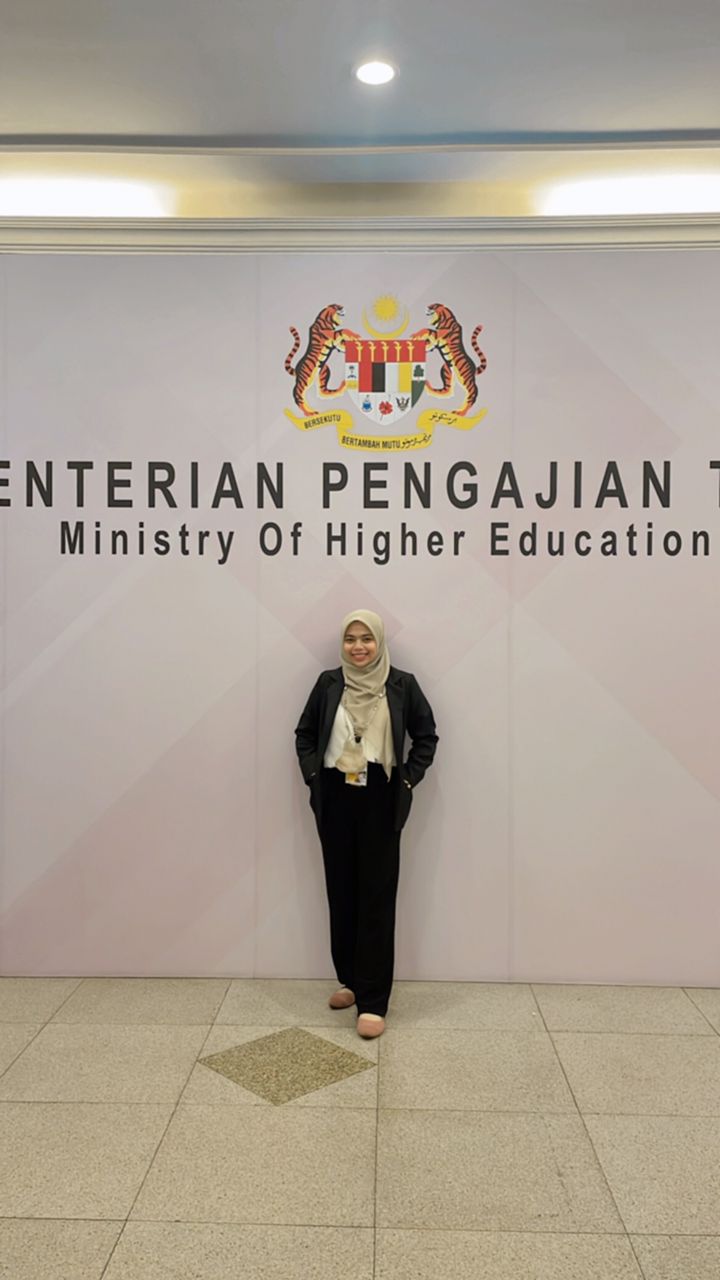 BERSEKUTU
BERTAMBAH MUTU
ENTERIAN PENGAJIAN T
Ministry Of Higher Education